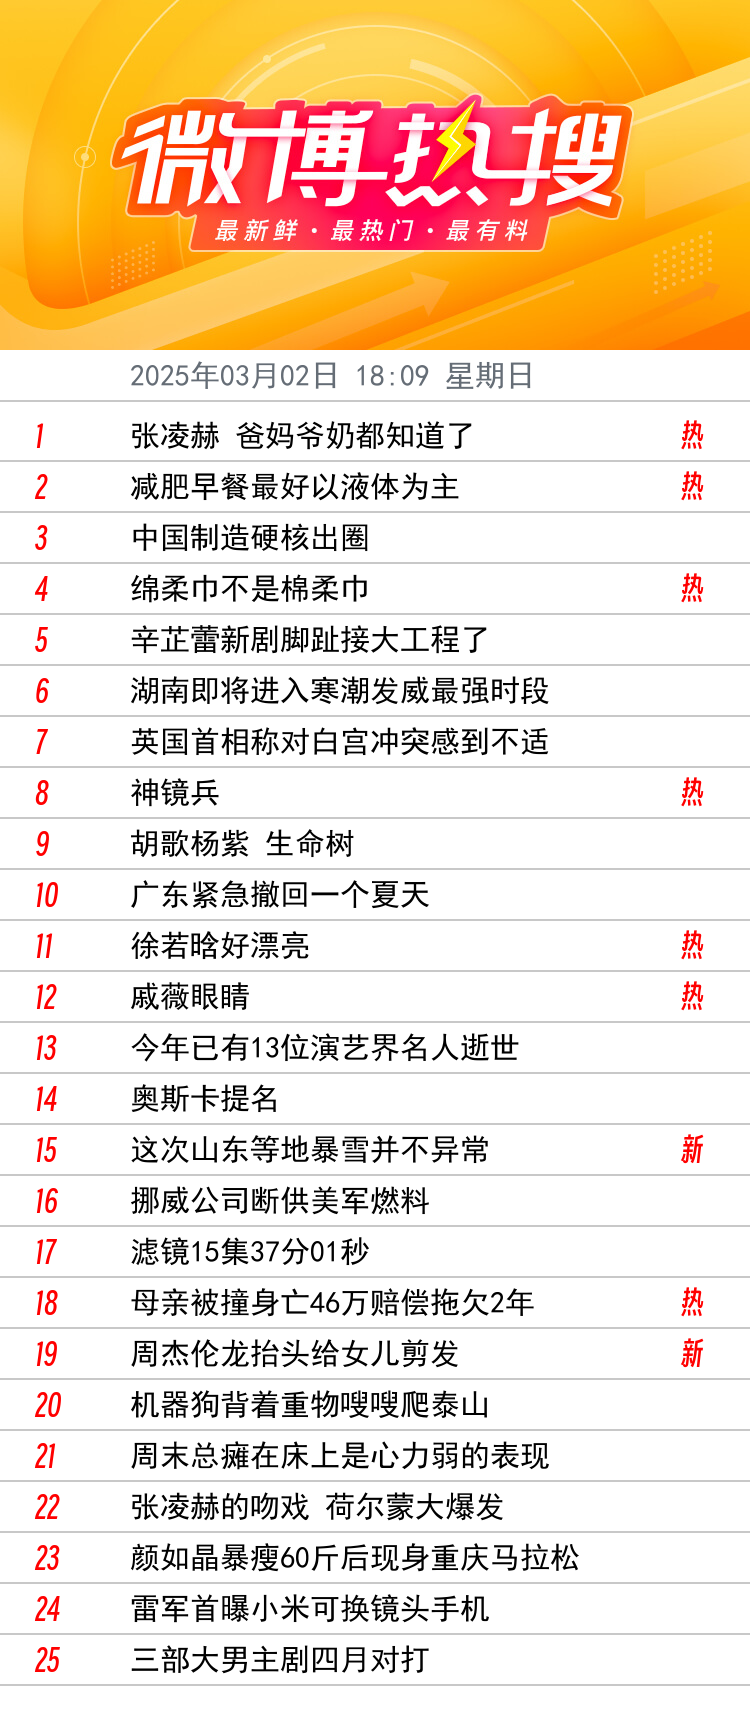 微博热搜
最新鲜·最热门·最有料
2025年03月02日 18:09 星期日
1 张凌赫 爸妈爷奶都知道了 热
2 减肥早餐最好以液体为主 热
3 中国制造硬核出圈
4 绵柔巾不是棉柔巾 热
5 辛芷蕾新剧脚趾接大工程了
6 湖南即将进入寒潮发威最强时段
7 英国首相称对白宫冲突感到不适
8 神镜兵 热
9 胡歌杨紫 生命树
10 广东紧急撤回一个夏天
11 徐若晗好漂亮 热
12 戚薇眼睛 热
13 今年已有13位演艺界名人逝世
14 奥斯卡提名
15 这次山东等地暴雪并不异常 新
16 挪威公司断供美军燃料
17 滤镜15集37分01秒
18 母亲被撞身亡46万赔偿拖欠2年 热
19 周杰伦龙抬头给女儿剪发 新
20 机器狗背着重物嗖嗖爬泰山
21 周末总瘫在床上是心力弱的表现
22 张凌赫的吻戏 荷尔蒙大爆发
23 颜如晶暴瘦60斤后现身重庆马拉松
24 雷军首曝小米可换镜头手机
25 三部大男主剧四月对打